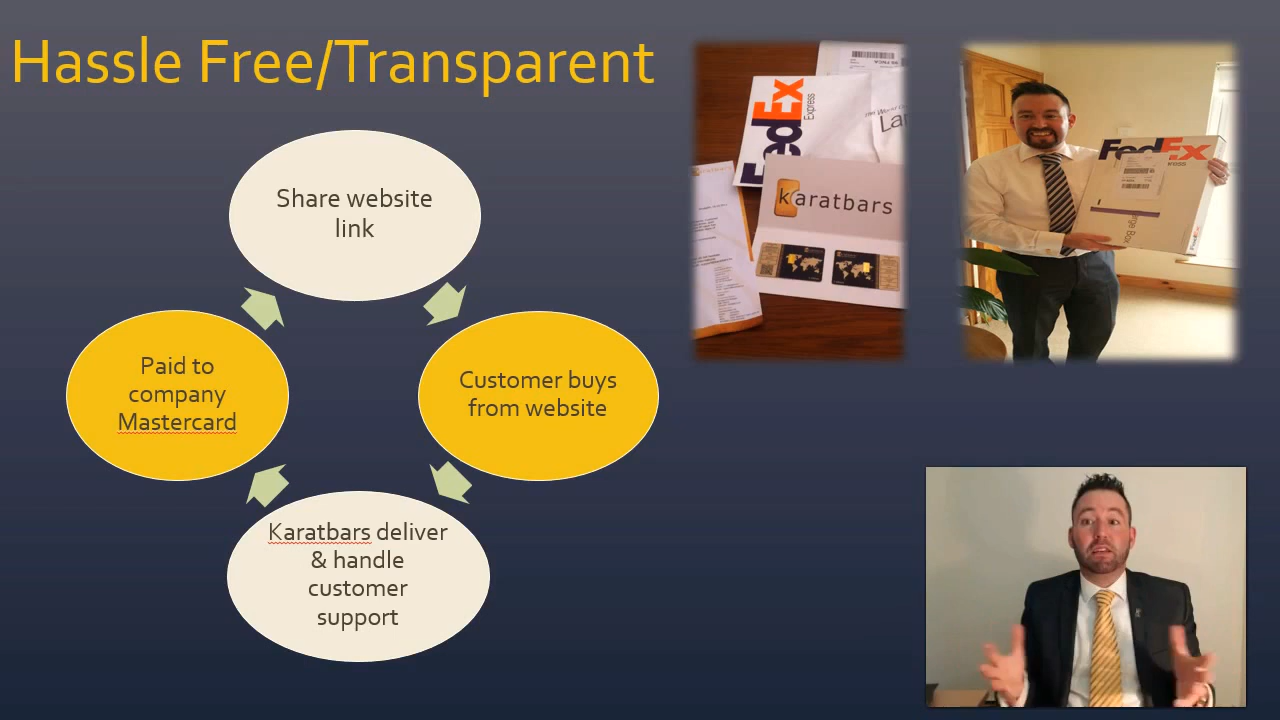 Hassle Free/Transparent
Share website
link
Customer buys
from website
Karatbars deliver
& handle
customer
support
Paid to
company
Mastercard
FedEx
Express
karatbars
FedEx
FedEx